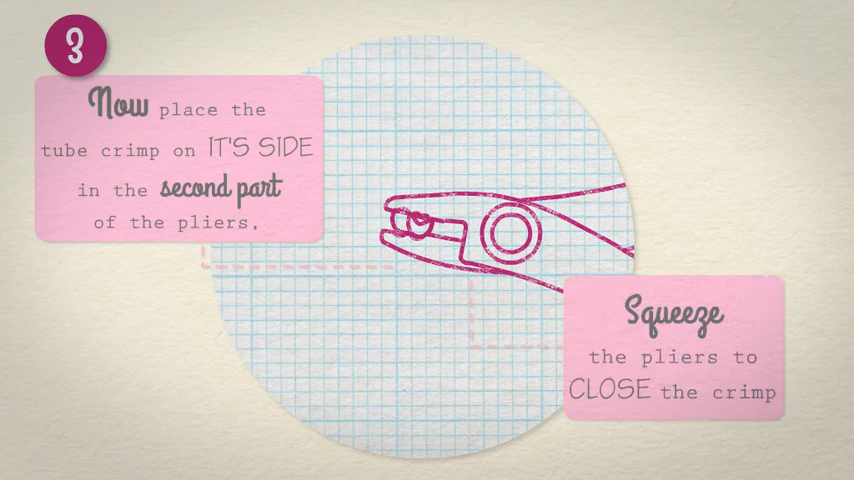 3
Now place the
tube crimp on IT'S SIDE
in the second part
of the pliers,
Squeeze
the pliers to
CLOSE the crimp